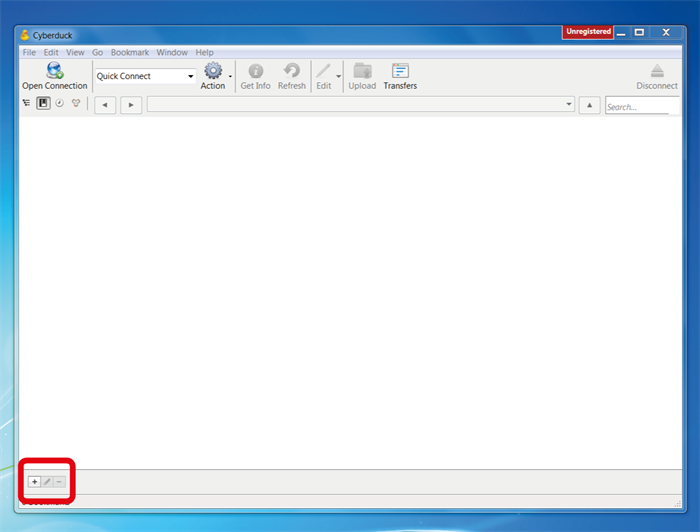 Cyberduck
Unregistered
File Edit View Go Bookmark Window Help
Open Connection
Quick Connect
Action
Get Info
Refresh
Edit
Upload
Transfers
Disconnect
Search...